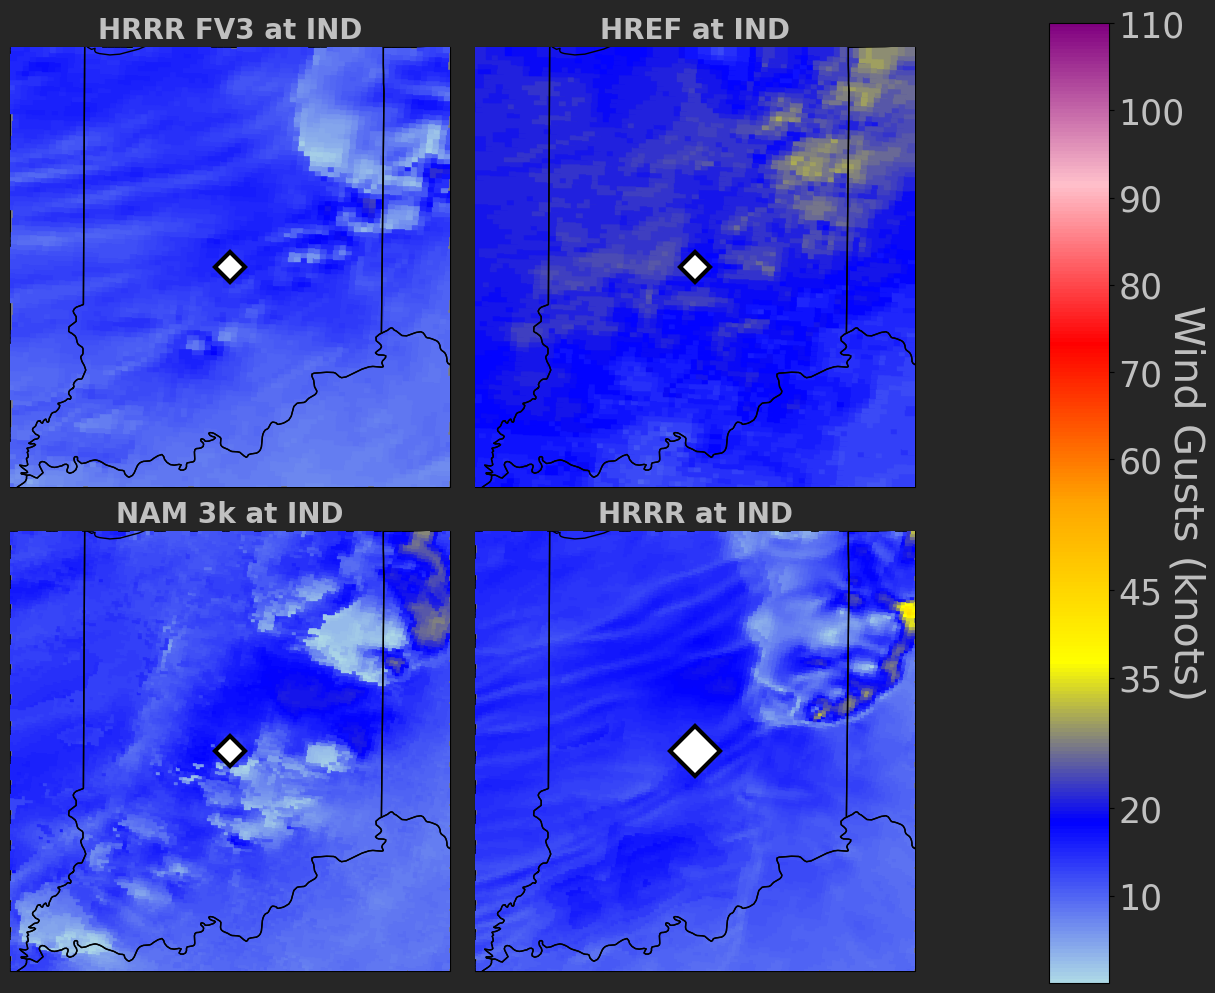 HRRR FV3 at IND
HREF at IND
NAM 3k at IND
HRRR at IND
110
100
90
80
70
60
45
35
20
10
Wind Gusts (knots)